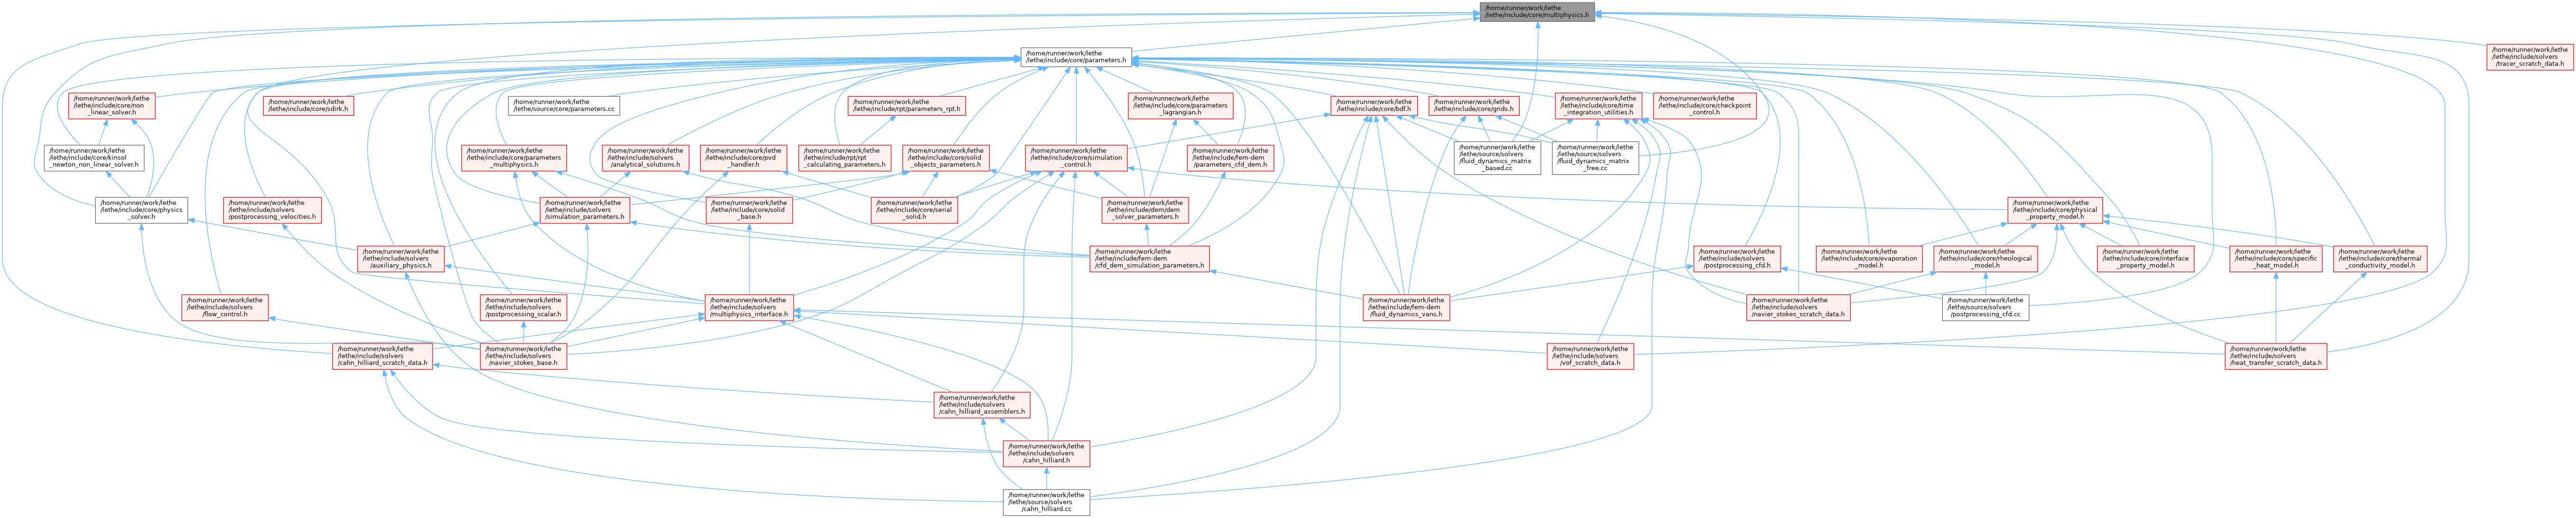 /home/runner/work/lethe
/lethe/include/core/multiphysics.h
/home/runner/work/lethe
/lethe/include/core/parameters.h
/home/runner/work/lethe
/lethe/include/solvers
/tracer_scratch_data.h
/home/runner/work/lethe
/lethe/include/core/non
_linear_solver.h
/home/runner/work/lethe
/lethe/include/core/sdirk.h
/home/runner/work/lethe
/lethe/source/core/parameters.cc
/home/runner/work/lethe
/lethe/include/rpt/parameters_rpt.h
/home/runner/work/lethe
/lethe/include/core/parameters
_lagrangian.h
/home/runner/work/lethe
/lethe/include/core/bdf.h
/home/runner/work/lethe
/lethe/include/core/grids.h
/home/runner/work/lethe
/lethe/include/core/time
_integration_utilities.h
/home/runner/work/lethe
/lethe/include/core/checkpoint
_control.h
/home/runner/work/lethe
/lethe/include/core/kinsol
_newton_non_linear_solver.h
/home/runner/work/lethe
/lethe/include/core/parameters
_multiphysics.h
/home/runner/work/lethe
/lethe/include/solvers
/analytical_solutions.h
/home/runner/work/lethe
/lethe/include/core/pvd
_handler.h
/home/runner/work/lethe
/lethe/include/rpt/rpt
_calculating_parameters.h
/home/runner/work/lethe
/lethe/include/core/solid
_objects_parameters.h
/home/runner/work/lethe
/lethe/include/core/simulation
_control.h
/home/runner/work/lethe
/lethe/include/fem-dem
/parameters_cfd_dem.h
/home/runner/work/lethe
/lethe/source/solvers
/fluid_dynamics_matrix
_based.cc
/home/runner/work/lethe
/lethe/source/solvers
/fluid_dynamics_matrix
_free.cc
/home/runner/work/lethe
/lethe/include/core/physics
_solver.h
/home/runner/work/lethe
/lethe/include/solvers
/postprocessing_velocities.h
/home/runner/work/lethe
/lethe/include/solvers
/simulation_parameters.h
/home/runner/work/lethe
/lethe/include/core/solid
_base.h
/home/runner/work/lethe
/lethe/include/core/serial
_solid.h
/home/runner/work/lethe
/lethe/include/dem/dem
_solver_parameters.h
/home/runner/work/lethe
/lethe/include/core/physical
_property_model.h
/home/runner/work/lethe
/lethe/include/solvers
/auxiliary_physics.h
/home/runner/work/lethe
/lethe/include/fem-dem
/cfd_dem_simulation_parameters.h
/home/runner/work/lethe
/lethe/include/solvers
/postprocessing_cfd.h
/home/runner/work/lethe
/lethe/include/core/evaporation
_model.h
/home/runner/work/lethe
/lethe/include/core/rheological
_model.h
/home/runner/work/lethe
/lethe/include/core/interface
_property_model.h
/home/runner/work/lethe
/lethe/include/core/specific
_heat_model.h
/home/runner/work/lethe
/lethe/include/core/thermal
_conductivity_model.h
/home/runner/work/lethe
/lethe/include/solvers
/flow_control.h
/home/runner/work/lethe
/lethe/include/solvers
/postprocessing_scalar.h
/home/runner/work/lethe
/lethe/include/solvers
/multiphysics_interface.h
/home/runner/work/lethe
/lethe/include/fem-dem
/fluid_dynamics_vans.h
/home/runner/work/lethe
/lethe/include/solvers
/navier_stokes_scratch_data.h
/home/runner/work/lethe
/lethe/source/solvers
/postprocessing_cfd.cc
/home/runner/work/lethe
/lethe/include/solvers
/cahn_hilliard_scratch_data.h
/home/runner/work/lethe
/lethe/include/solvers
/navier_stokes_base.h
/home/runner/work/lethe
/lethe/include/solvers
/vof_scratch_data.h
/home/runner/work/lethe
/lethe/include/solvers
/heat_transfer_scratch_data.h
/home/runner/work/lethe
/lethe/include/solvers
/cahn_hilliard_assemblers.h
/home/runner/work/lethe
/lethe/include/solvers
/cahn_hilliard.h
/home/runner/work/lethe
/lethe/source/solvers
/cahn_hilliard.cc